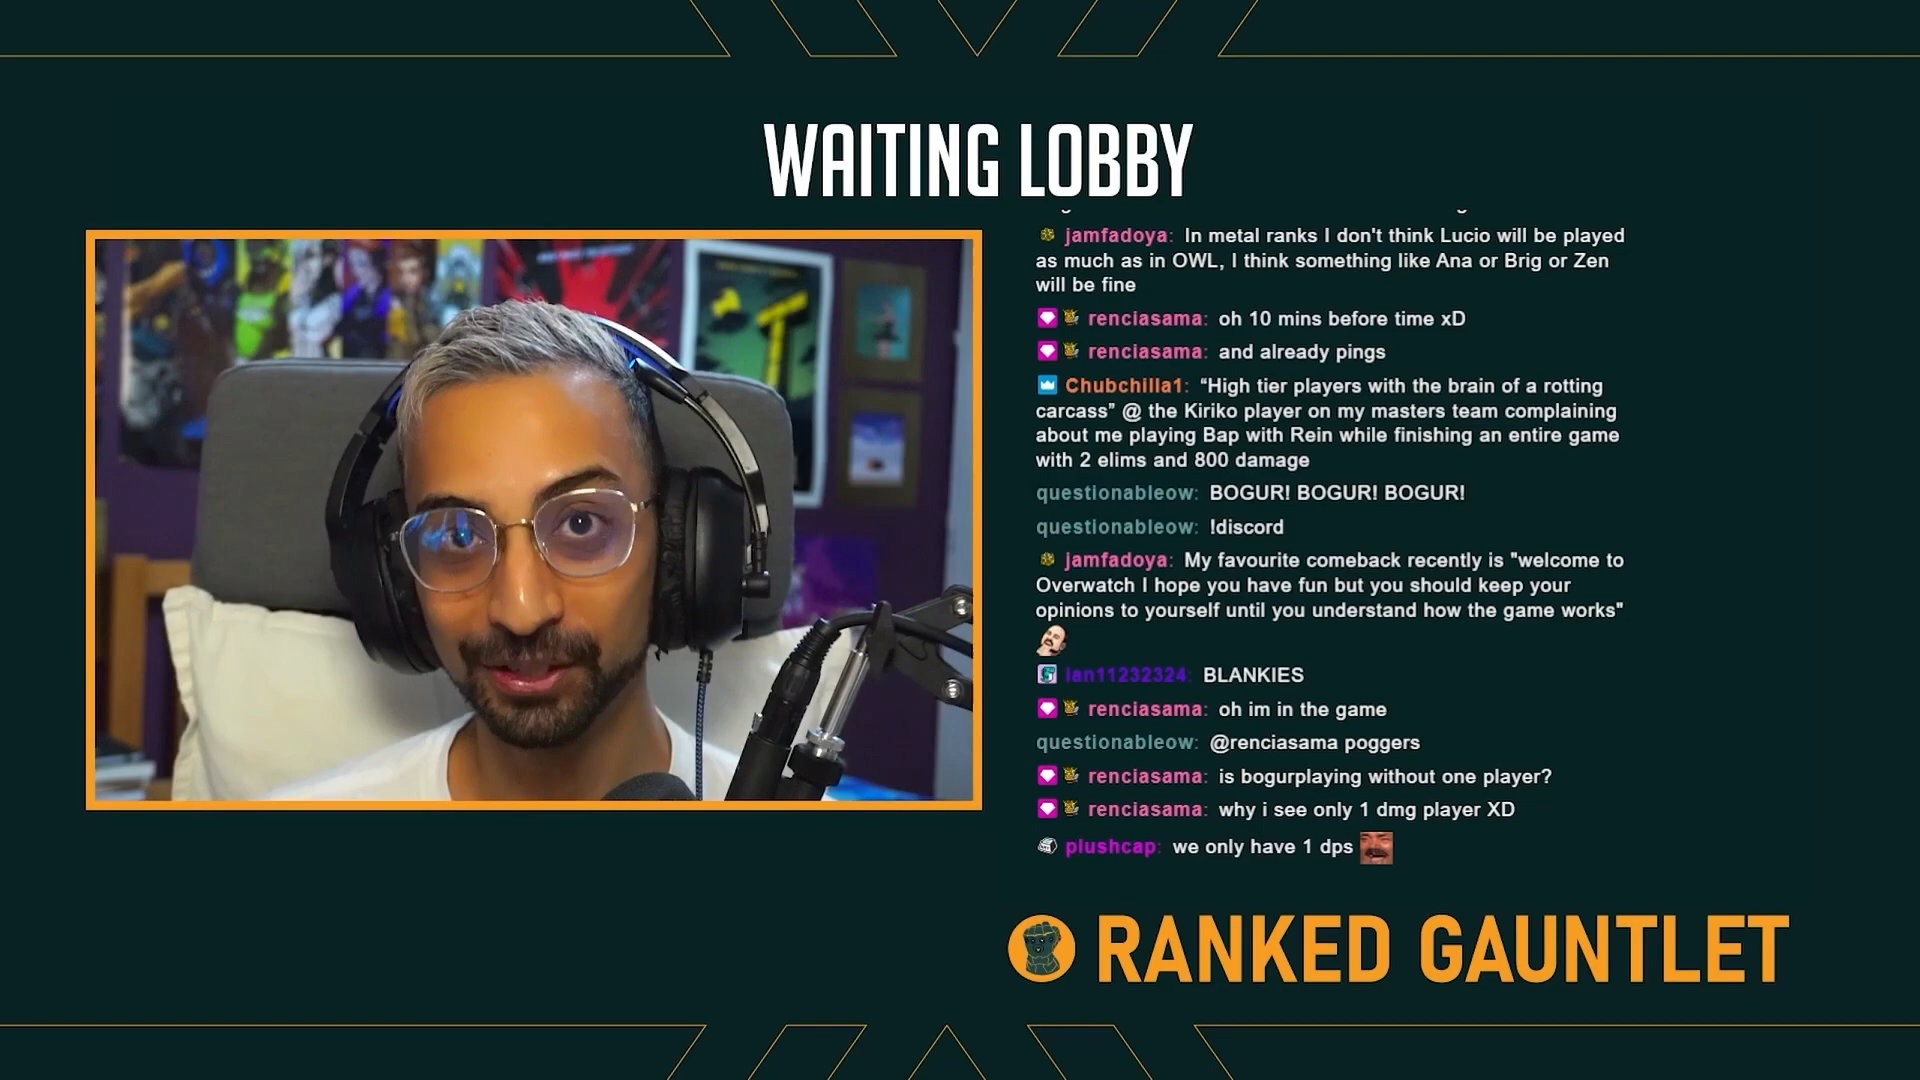 WAITING LOBBY
jamfadoya: In metal ranks I don't think Lucio will be played
as much as in OWL, I think something like Ana or Brig or Zen
will be fine
renciasama: oh 10 mins before time xD
renciasama: and already pings
Chubchilla1: “High tier players with the brain of a rotting
carcass” @ the Kiriko player on my masters team complaining
about me playing Bap with Rein while finishing an entire game
with 2 elims and 800 damage
questionableow: BOGUR! BOGUR! BOGUR!
questionableow: !discord
jamfadoya: My favourite comeback recently is "welcome to
Overwatch I hope you have fun but you should keep your
opinions to yourself until you understand how the game works"
ian11232324: BLANKIES
renciasama: oh im in the game
questionableow: @renciasama poggers
renciasama: is bogurplaying without one player?
renciasama: why i see only 1 dmg player XD
plushcap: we only have 1 dps
RANKED GAUNTLET